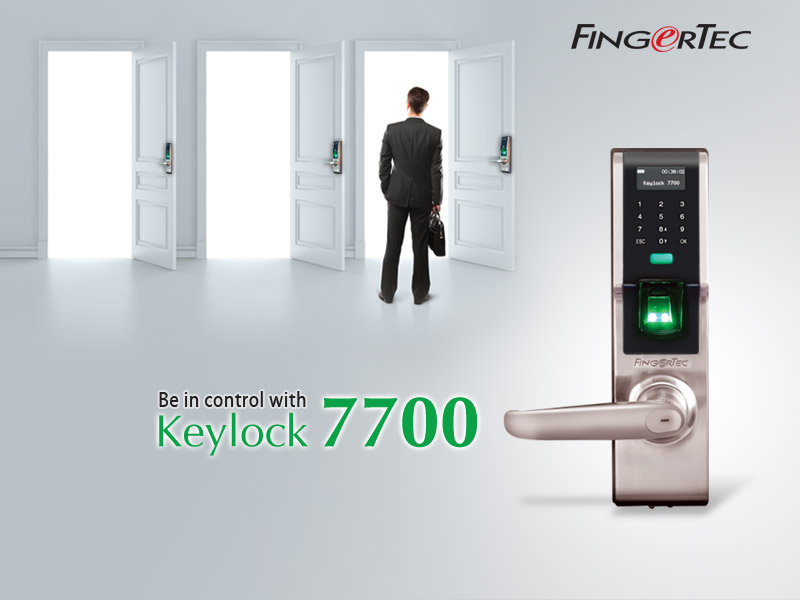 FINGERTEC
00:30:02
Keylock 7700
1 2 3
4 5 6
7 8 9
ESC 0 OK
FINGERTEC
Be in control with
Keylock 7700